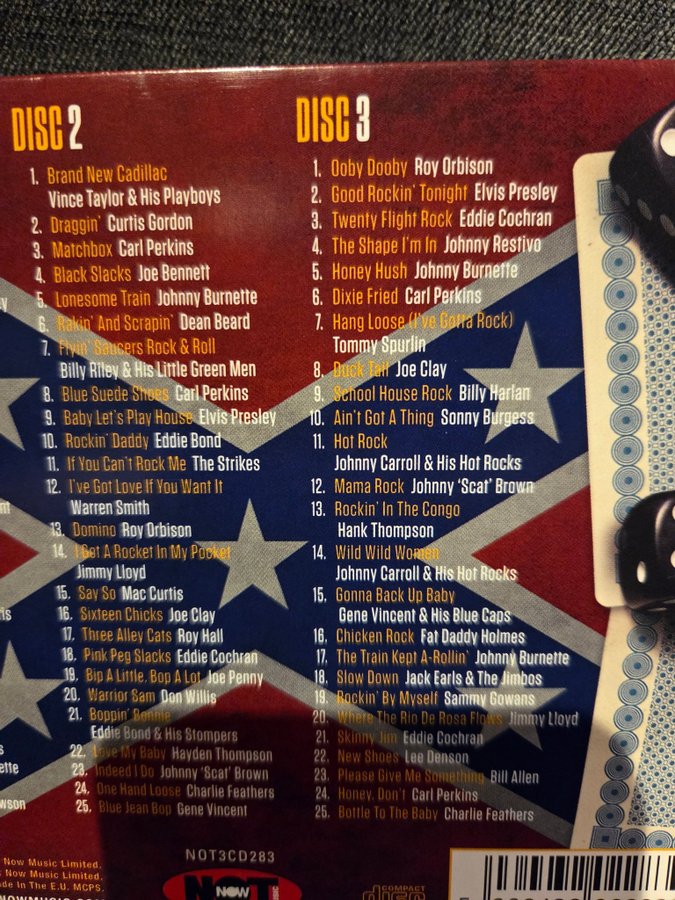 DISC 2
1. Brand New Cadillac
Vince Taylor & His Playboys
2. Draggin' Curtis Gordon
3. Matchbox Carl Perkins
4. Black Slacks Joe Bennett
5. Lonesome Train Johnny Burnette
6. Rakin' And Scrapin' Dean Beard
7. Flyin' Saucers Rock & Roll
Billy Riley & His Little Green Men
8. Blue Suede Shoes Carl Perkins
9. Baby Let's Play House Elvis Presley
10. Rockin' Daddy Eddie Bond
11. If You Can't Rock Me The Strikes
12. I've Got Love If You Want It
Warren Smith
13. Domino Roy Orbison
14. I Got A Rocket In My Pocket
Jimmy Lloyd
15. Say So Mac Curtis
16. Sixteen Chicks Joe Clay
17. Three Alley Cats Roy Hall
18. Pink Peg Slacks Eddie Cochran
19. Bip A Little, Bop A Lot Joe Penny
20. Warrior Sam Don Willis
21. Boppin' Bonnie
Eddie Bond & His Stompers
22. Love My Baby Hayden Thompson
23. Indeed I Do Johnny 'Scat' Brown
24. One Hand Loose Charlie Feathers
25. Blue Jean Bop Gene Vincent
DISC 3
1. Ooby Dooby Roy Orbison
2. Good Rockin' Tonight Elvis Presley
3. Twenty Flight Rock Eddie Cochran
4. The Shape I'm In Johnny Restivo
5. Honey Hush Johnny Burnette
6. Dixie Fried Carl Perkins
7. Hang Loose (I've Gotta Rock)
Tommy Spurlin
8. Duck Tail Joe Clay
9. School House Rock Billy Harlan
10. Ain't Got A Thing Sonny Burgess
11. Hot Rock
Johnny Carroll & His Hot Rocks
12. Mama Rock Johnny 'Scat' Brown
13. Rockin' In The Congo
Hank Thompson
14. Wild Wild Women
Johnny Carroll & His Hot Rocks
15. Gonna Back Up Baby
Gene Vincent & His Blue Caps
16. Chicken Rock Fat Daddy Holmes
17. The Train Kept A-Rollin' Johnny Burnette
18. Slow Down Jack Earls & The Jimbos
19. Rockin' By Myself Sammy Gowans
20. Where The Rio De Rosa Flows Jimmy Lloyd
21. Skinny Jim Eddie Cochran
22. New Shoes Lee Denson
23. Please Give Me Something Bill Allen
24. Honey, Don't Carl Perkins
25. Bottle To The Baby Charlie Feathers
Now Music Limited.
Now Music Limited.
de In The E.U. MCPS.
NOT3CD283
NOT NOW MUSIC
COMPACT
disc